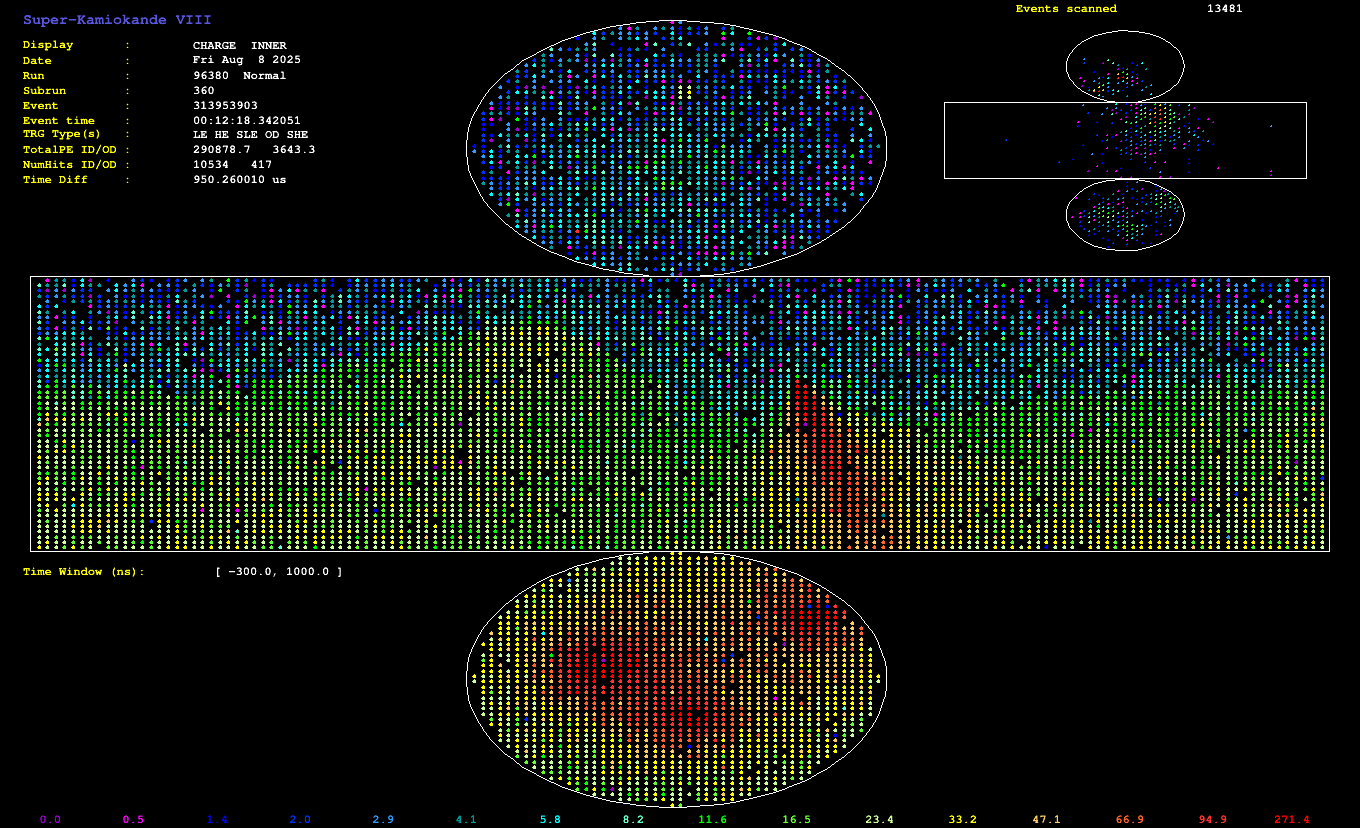 Super-Kamiokande VIII
Events scanned 13481
Display : CHARGE INNER
Date : Fri Aug 8 2025
Run : 96380 Normal
Subrun : 360
Event : 313953903
Event time : 00:12:18.342051
TRG Type(s) : LE HE SLE OD SHE
TotalPE ID/OD : 290878.7 3643.3
NumHits ID/OD : 10534 417
Time Diff : 950.260010 us
Time Window (ns): [ -300.0, 1000.0 ]
0.0 0.5 1.4 2.0 2.9 4.1 5.8 8.2 11.6 16.5 23.4 33.2 47.1 66.9 94.9 271.4